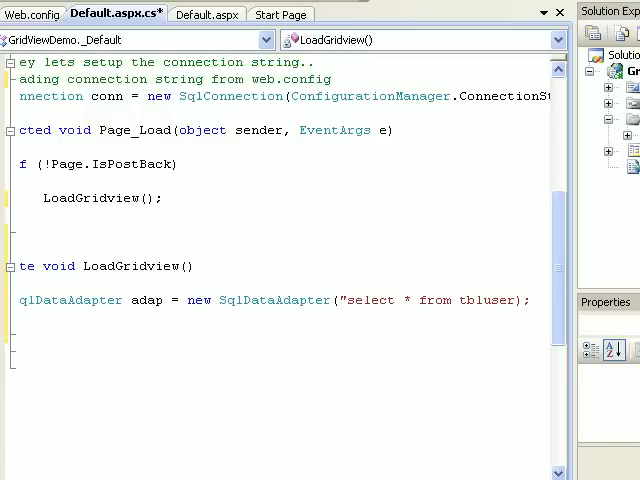 Web.config Default.aspx.cs* Default.aspx Start Page
Solution Exp
GridViewDemo._Default LoadGridview()
Solutio
Gr
ey lets setup the connection string..
ading connection string from web.config
nnection conn = new SqlConnection(ConfigurationManager.ConnectionSt
cted void Page_Load(object sender, EventArgs e)
f (!Page.IsPostBack)
LoadGridview();
te void LoadGridview()
qlDataAdapter adap = new SqlDataAdapter("select * from tbluser);
Properties
A
Z